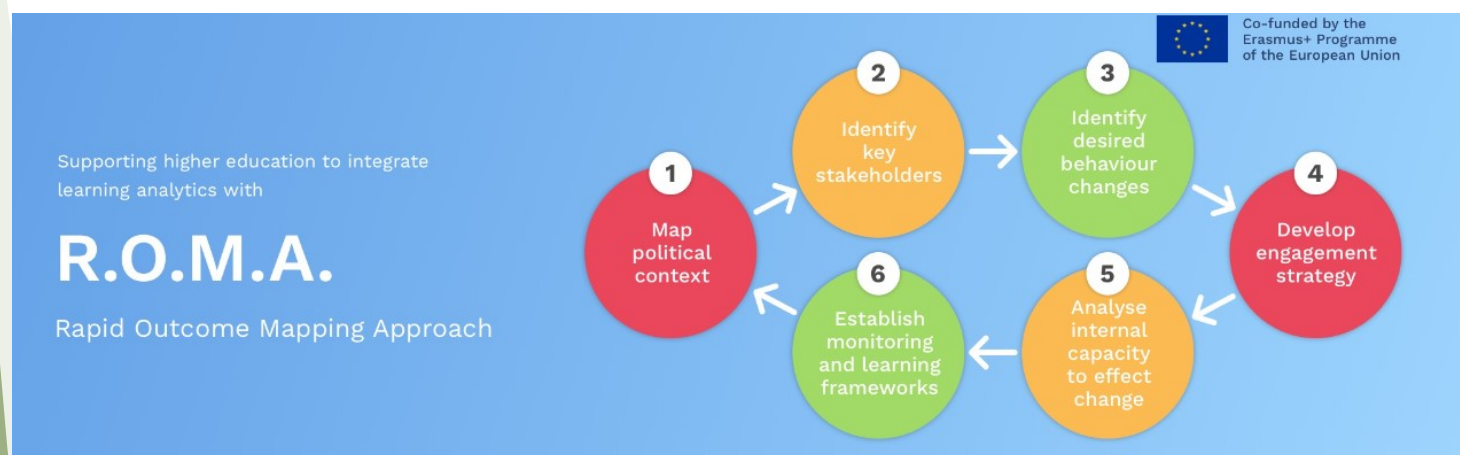 Co-funded by the
Erasmus+ Programme
of the European Union
Supporting higher education to integrate
learning analytics with
R.O.M.A.
Rapid Outcome Mapping Approach
1
Map
political
context
2
Identify
key
stakeholders
3
Identify
desired
behaviour
changes
4
Develop
engagement
strategy
5
Analyse
internal
capacity
to effect
change
6
Establish
monitoring
and learning
frameworks